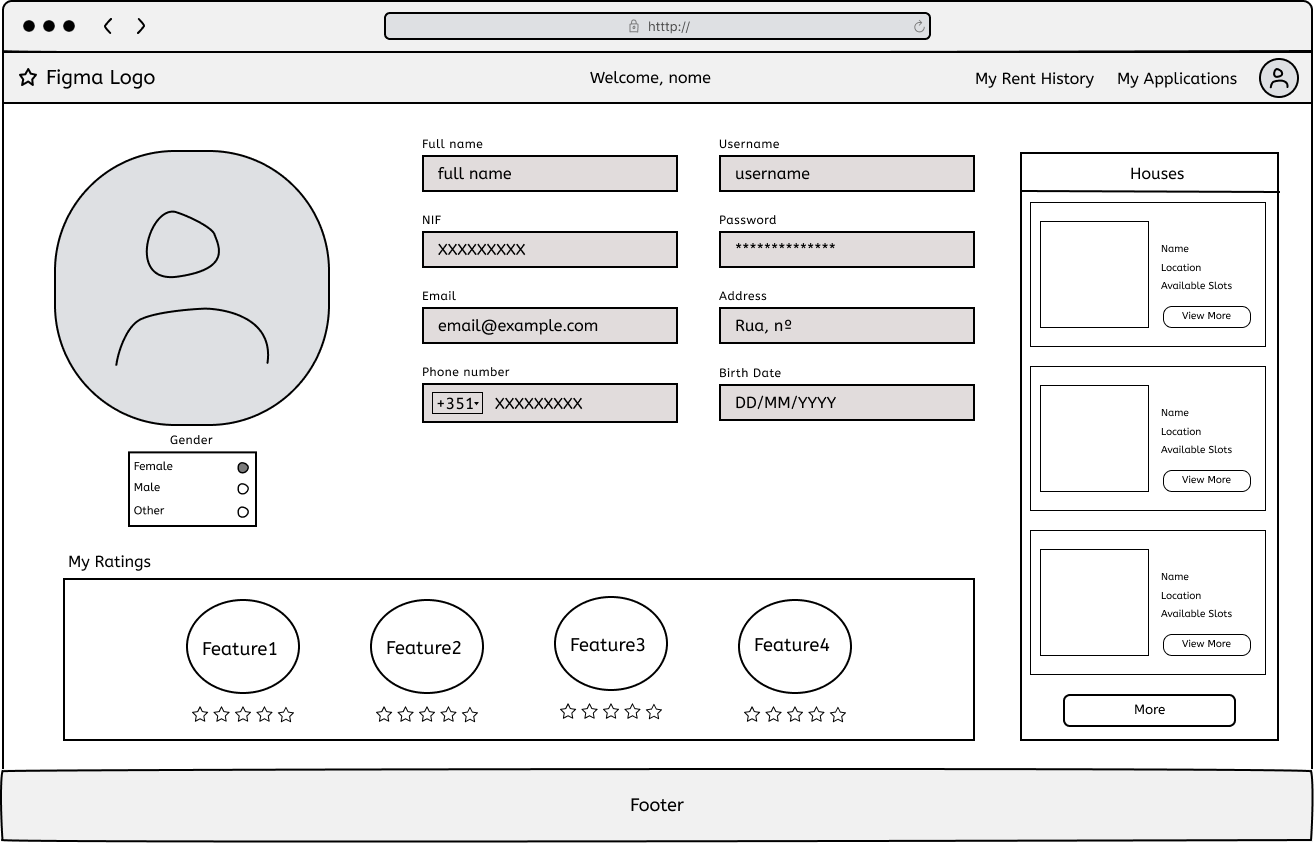 htttp://
Figma Logo
Welcome, nome
My Rent History
My Applications
Full name
full name
Username
username
NIF
XXXXXXXXX
Password
**************
Email
email@example.com
Address
Rua, nº
Phone number
+351
XXXXXXXXX
Birth Date
DD/MM/YYYY
Gender
Female
Male
Other
My Ratings
Feature1
Feature2
Feature3
Feature4
Houses
Name
Location
Available Slots
View More
Name
Location
Available Slots
View More
Name
Location
Available Slots
View More
More
Footer